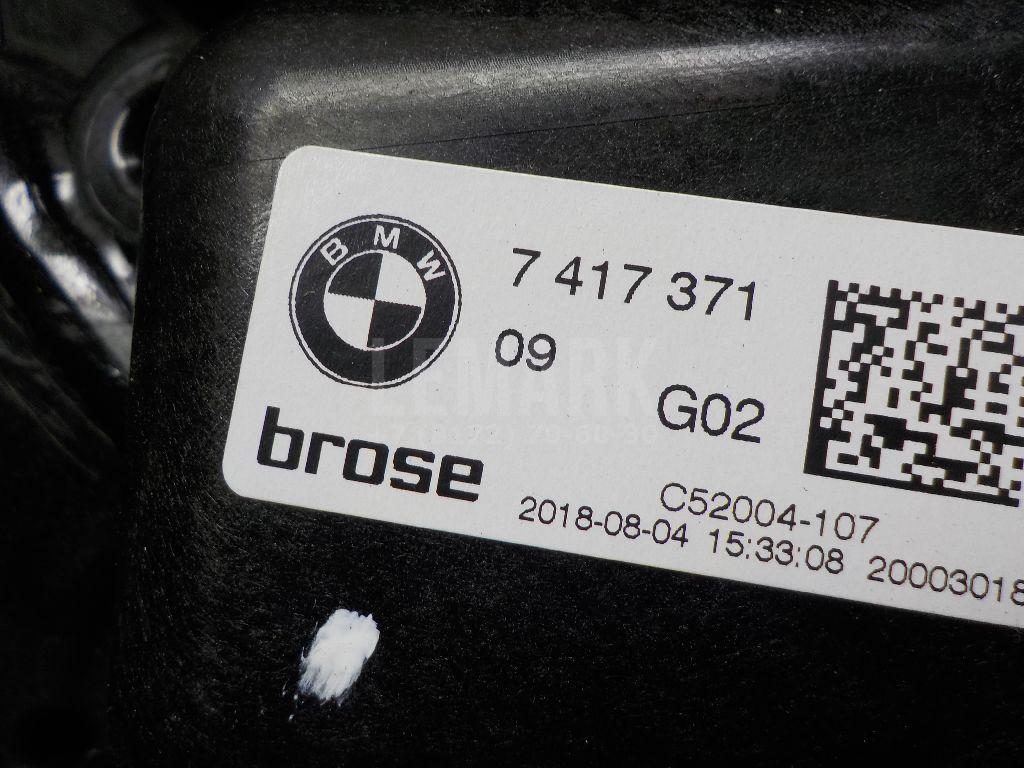 BMW
7 417 371
09
LEMARK
G02
brose
C52004-107
2018-08-04 15:33:08 20003018